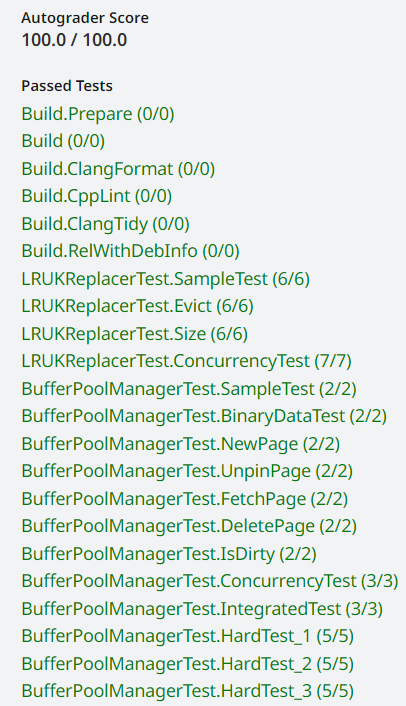 Autograder Score
100.0 / 100.0
Passed Tests
Build.Prepare (0/0)
Build (0/0)
Build.ClangFormat (0/0)
Build.CppLint (0/0)
Build.ClangTidy (0/0)
Build.RelWithDebInfo (0/0)
LRUKReplacerTest.SampleTest (6/6)
LRUKReplacerTest.Evict (6/6)
LRUKReplacerTest.Size (6/6)
LRUKReplacerTest.ConcurrencyTest (7/7)
BufferPoolManagerTest.SampleTest (2/2)
BufferPoolManagerTest.BinaryDataTest (2/2)
BufferPoolManagerTest.NewPage (2/2)
BufferPoolManagerTest.UnpinPage (2/2)
BufferPoolManagerTest.FetchPage (2/2)
BufferPoolManagerTest.DeletePage (2/2)
BufferPoolManagerTest.IsDirty (2/2)
BufferPoolManagerTest.ConcurrencyTest (3/3)
BufferPoolManagerTest.IntegratedTest (3/3)
BufferPoolManagerTest.HardTest_1 (5/5)
BufferPoolManagerTest.HardTest_2 (5/5)
BufferPoolManagerTest.HardTest_3 (5/5)